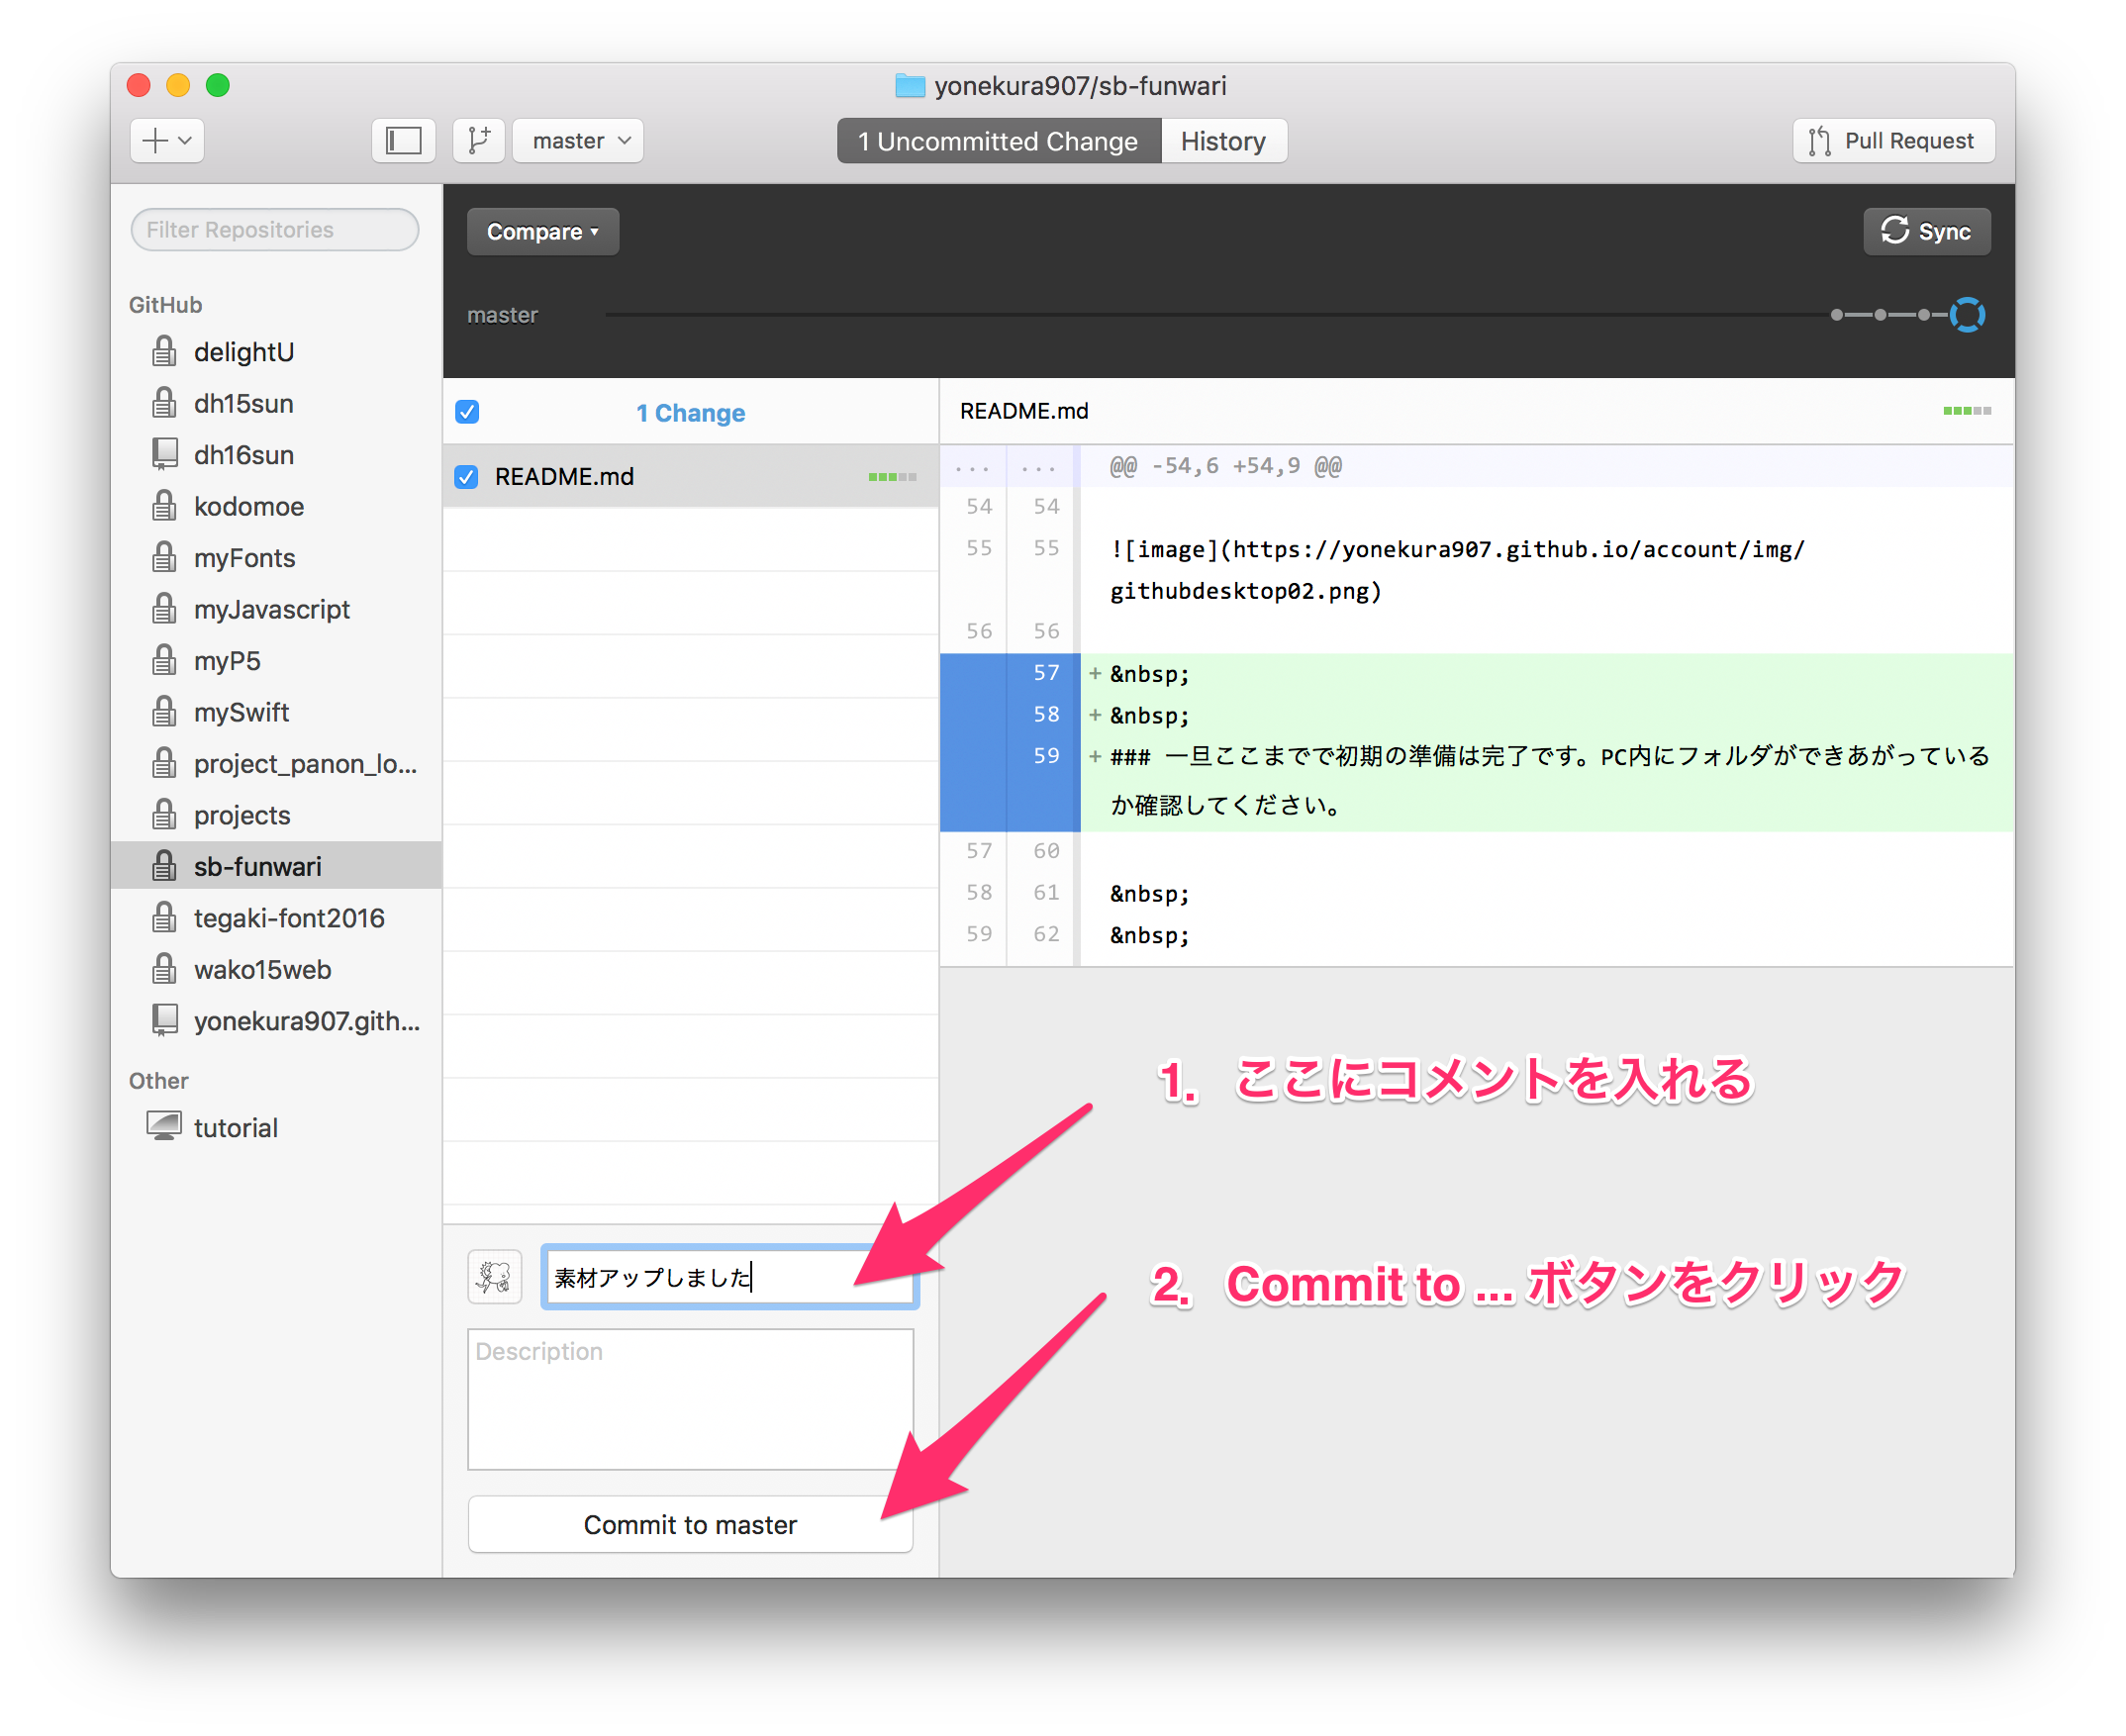 yonekura907/sb-funwari
master
1 Uncommitted Change
History
Pull Request
Filter Repositories
GitHub
delightU
dh15sun
dh16sun
kodomoe
myFonts
myJavascript
myP5
mySwift
project_panon_lo...
projects
sb-funwari
tegaki-font2016
wako15web
yonekura907.gith...
Other
tutorial
Compare ▾
Sync
master
1 Change
README.md
素材アップしました
Description
Commit to master
README.md
... ... @@ -54,6 +54,9 @@
54 54
55 55 ![image](https://yonekura907.github.io/account/img/
githubdesktop02.png)
56 56
57 + &nbsp;
58 + &nbsp;
59 + ### 一旦ここまでで初期の準備は完了です。PC内にフォルダができあがっている
か確認してください。
57 60
58 61 &nbsp;
59 62 &nbsp;
1. ここにコメントを入れる
2. Commit to ... ボタンをクリック